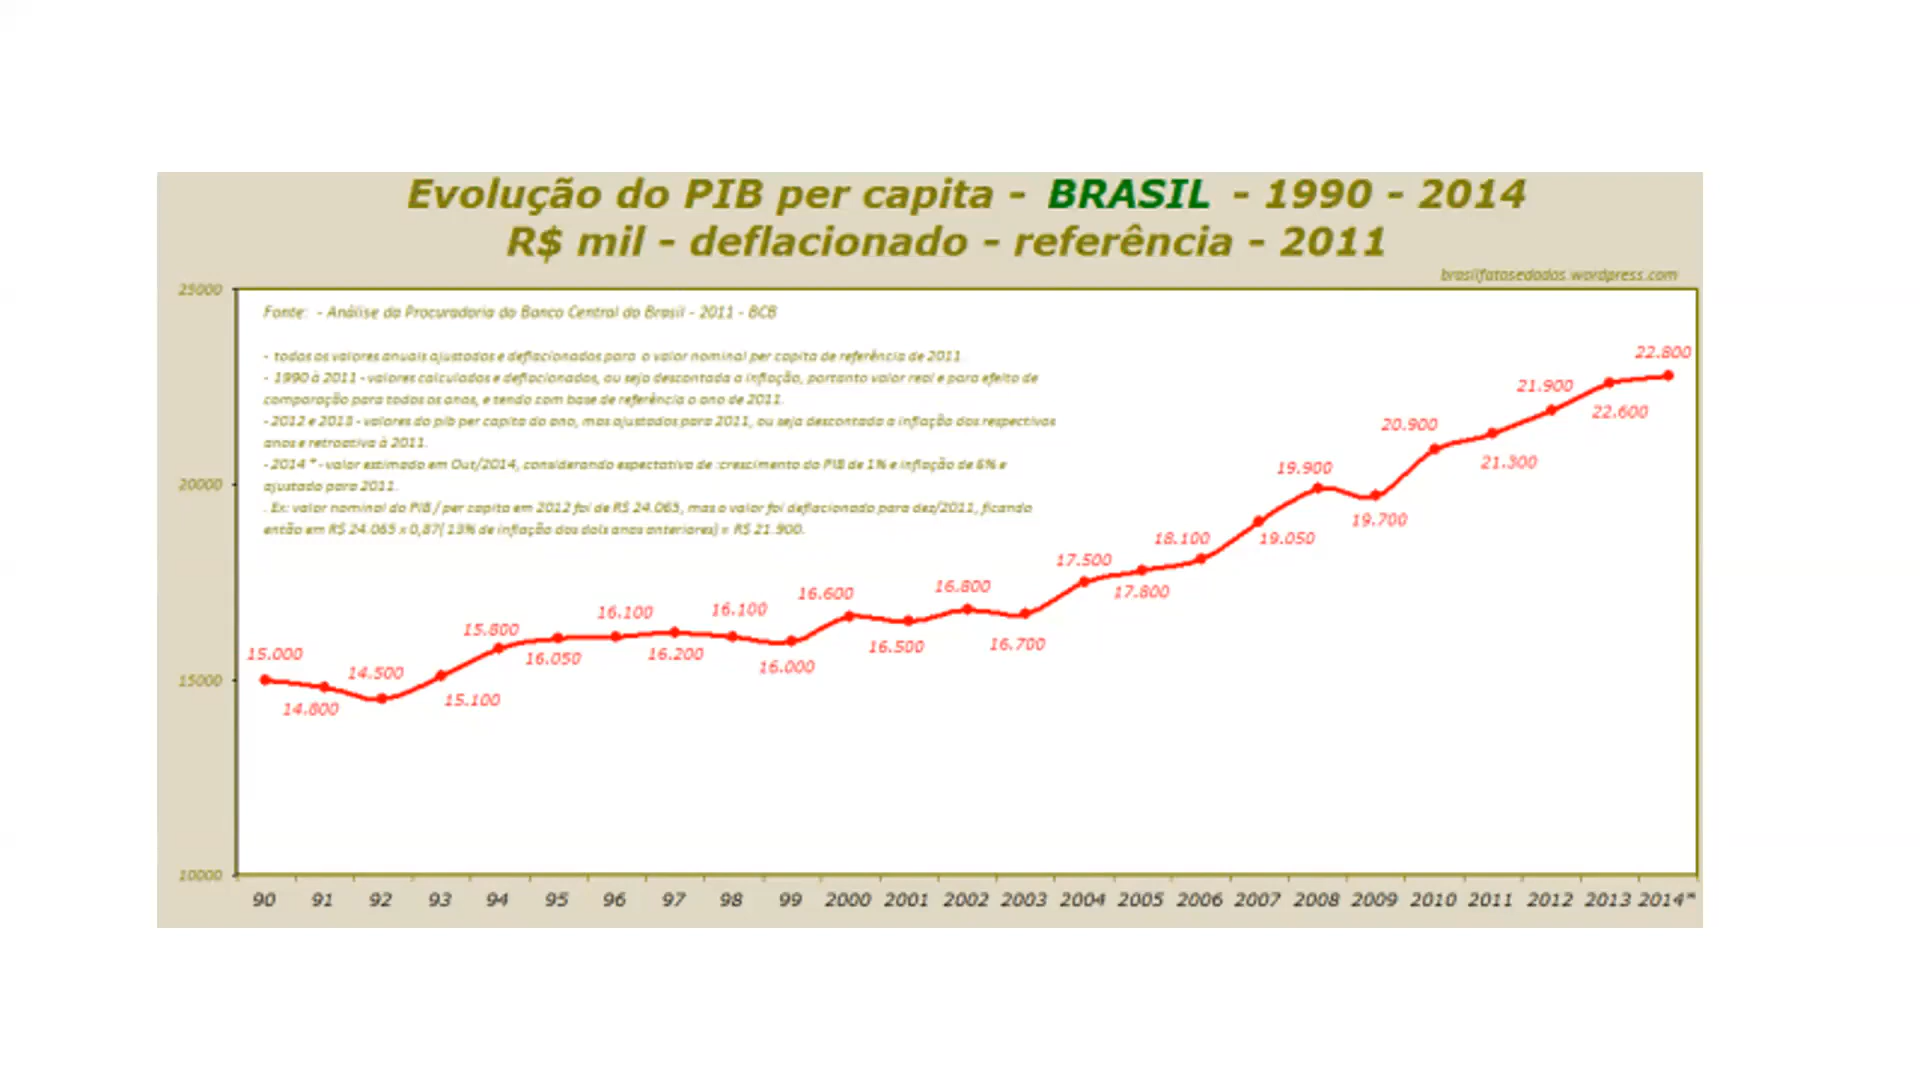 Evolução do PIB per capita - BRASIL - 1990 - 2014
R$ mil - deflacionado - referência - 2011
brasilfatosedados.wordpress.com
25000
Fonte: - Análise da Procuradoria do Banco Central do Brasil - 2011 - BCB
- todos os valores anuais ajustados e deflacionados para o valor nominal per capita de referência de 2011.
- 1990 à 2011 - valores calculados e deflacionados, ou seja descontada a inflação, portanto valor real e para efeito de
comparação para todos os anos, e tendo com base de referência o ano de 2011.
- 2012 e 2013 - valores do pib per capita do ano, mas ajustados para 2011, ou seja descontada a inflação dos respectivos
anos e retroativa à 2011.
- 2014 * - valor estimado em Out/2014, considerando espectativa de :crescimento do PIB de 1% e inflação de 6% e
ajustado para 2011.
. Ex: valor nominal do PIB / per capita em 2012 foi de R$ 24.065, mas o valor foi deflacionado para dez/2011, ficando
então em R$ 24.065 x 0,87( 13% de inflação dos dois anos anteriores) = R$ 21.900.
22.800
21.900
22.600
20.900
21.300
19.900
20000
19.700
18.100
19.050
17.500
17.800
16.600
16.800
16.100
16.100
15.800
16.500
16.700
15.000
16.050
16.200
16.000
14.500
15000
15.100
14.800
10000
90 91 92 93 94 95 96 97 98 99 2000 2001 2002 2003 2004 2005 2006 2007 2008 2009 2010 2011 2012 2013 2014*